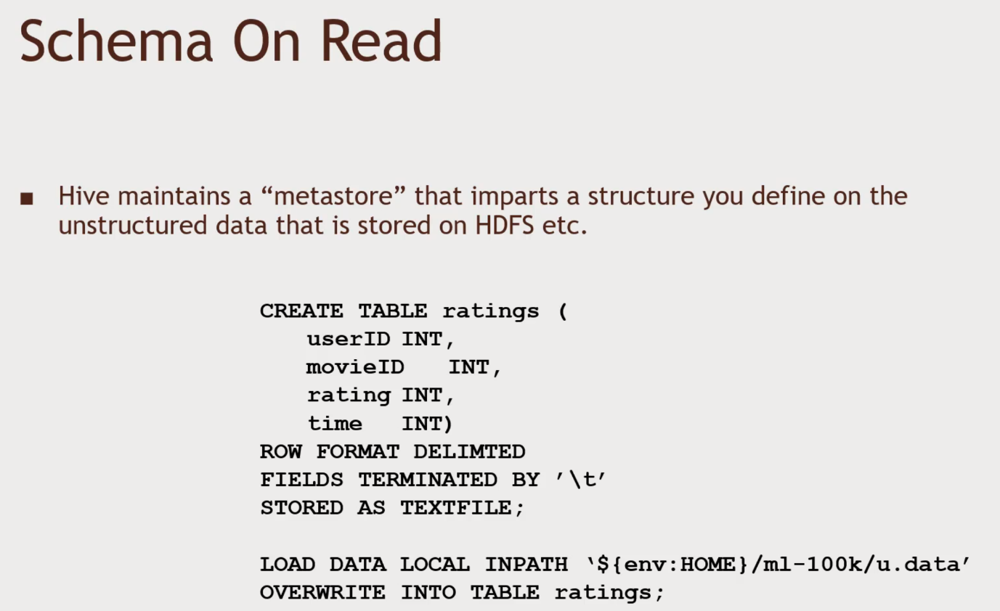 Schema On Read
■ Hive maintains a “metastore” that imparts a structure you define on the
unstructured data that is stored on HDFS etc.
CREATE TABLE ratings (
userID INT,
movieID INT,
rating INT,
time INT)
ROW FORMAT DELIMTED
FIELDS TERMINATED BY ’\t’
STORED AS TEXTFILE;
LOAD DATA LOCAL INPATH ‘${env:HOME}/ml-100k/u.data’
OVERWRITE INTO TABLE ratings;